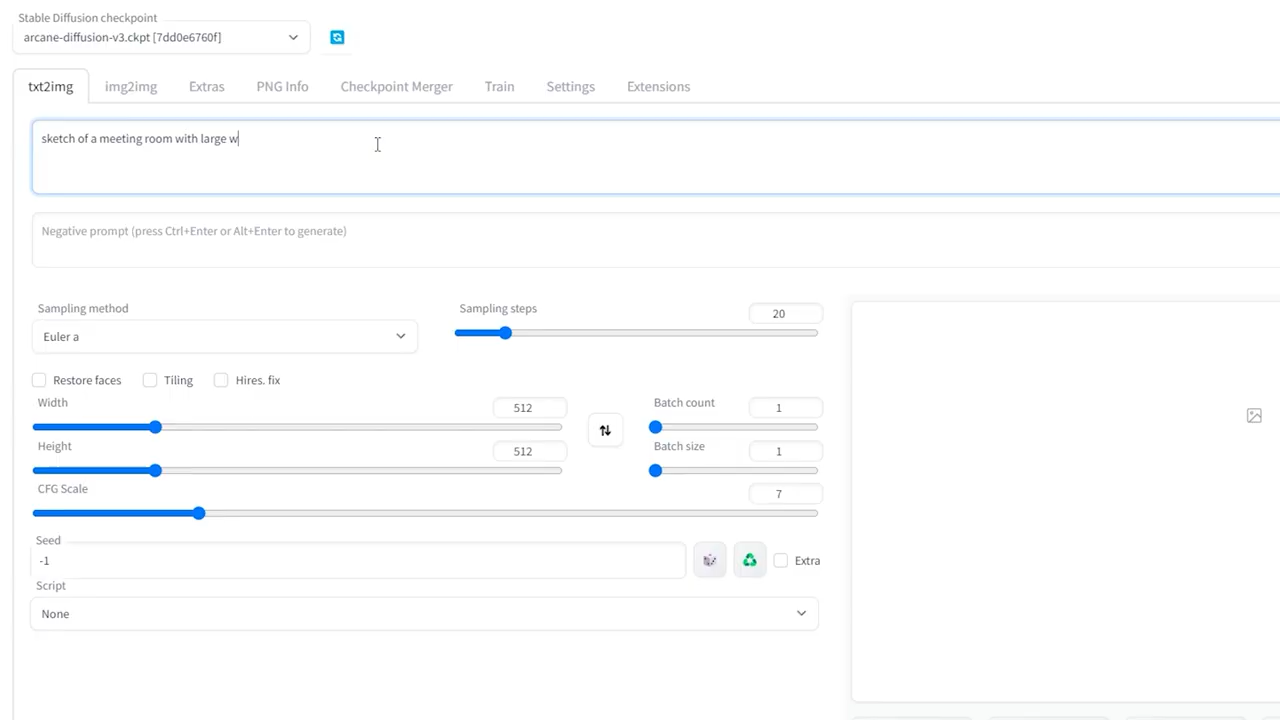 Stable Diffusion checkpoint
arcane-diffusion-v3.ckpt [7dd0e6760f]
txt2img img2img Extras PNG Info Checkpoint Merger Train Settings Extensions
sketch of a meeting room with large w
Negative prompt (press Ctrl+Enter or Alt+Enter to generate)
Sampling method
Euler a
Sampling steps
20
Restore faces Tiling Hires. fix
Width
512
Height
512
Batch count
1
Batch size
1
CFG Scale
7
Seed
-1
Extra
Script
None